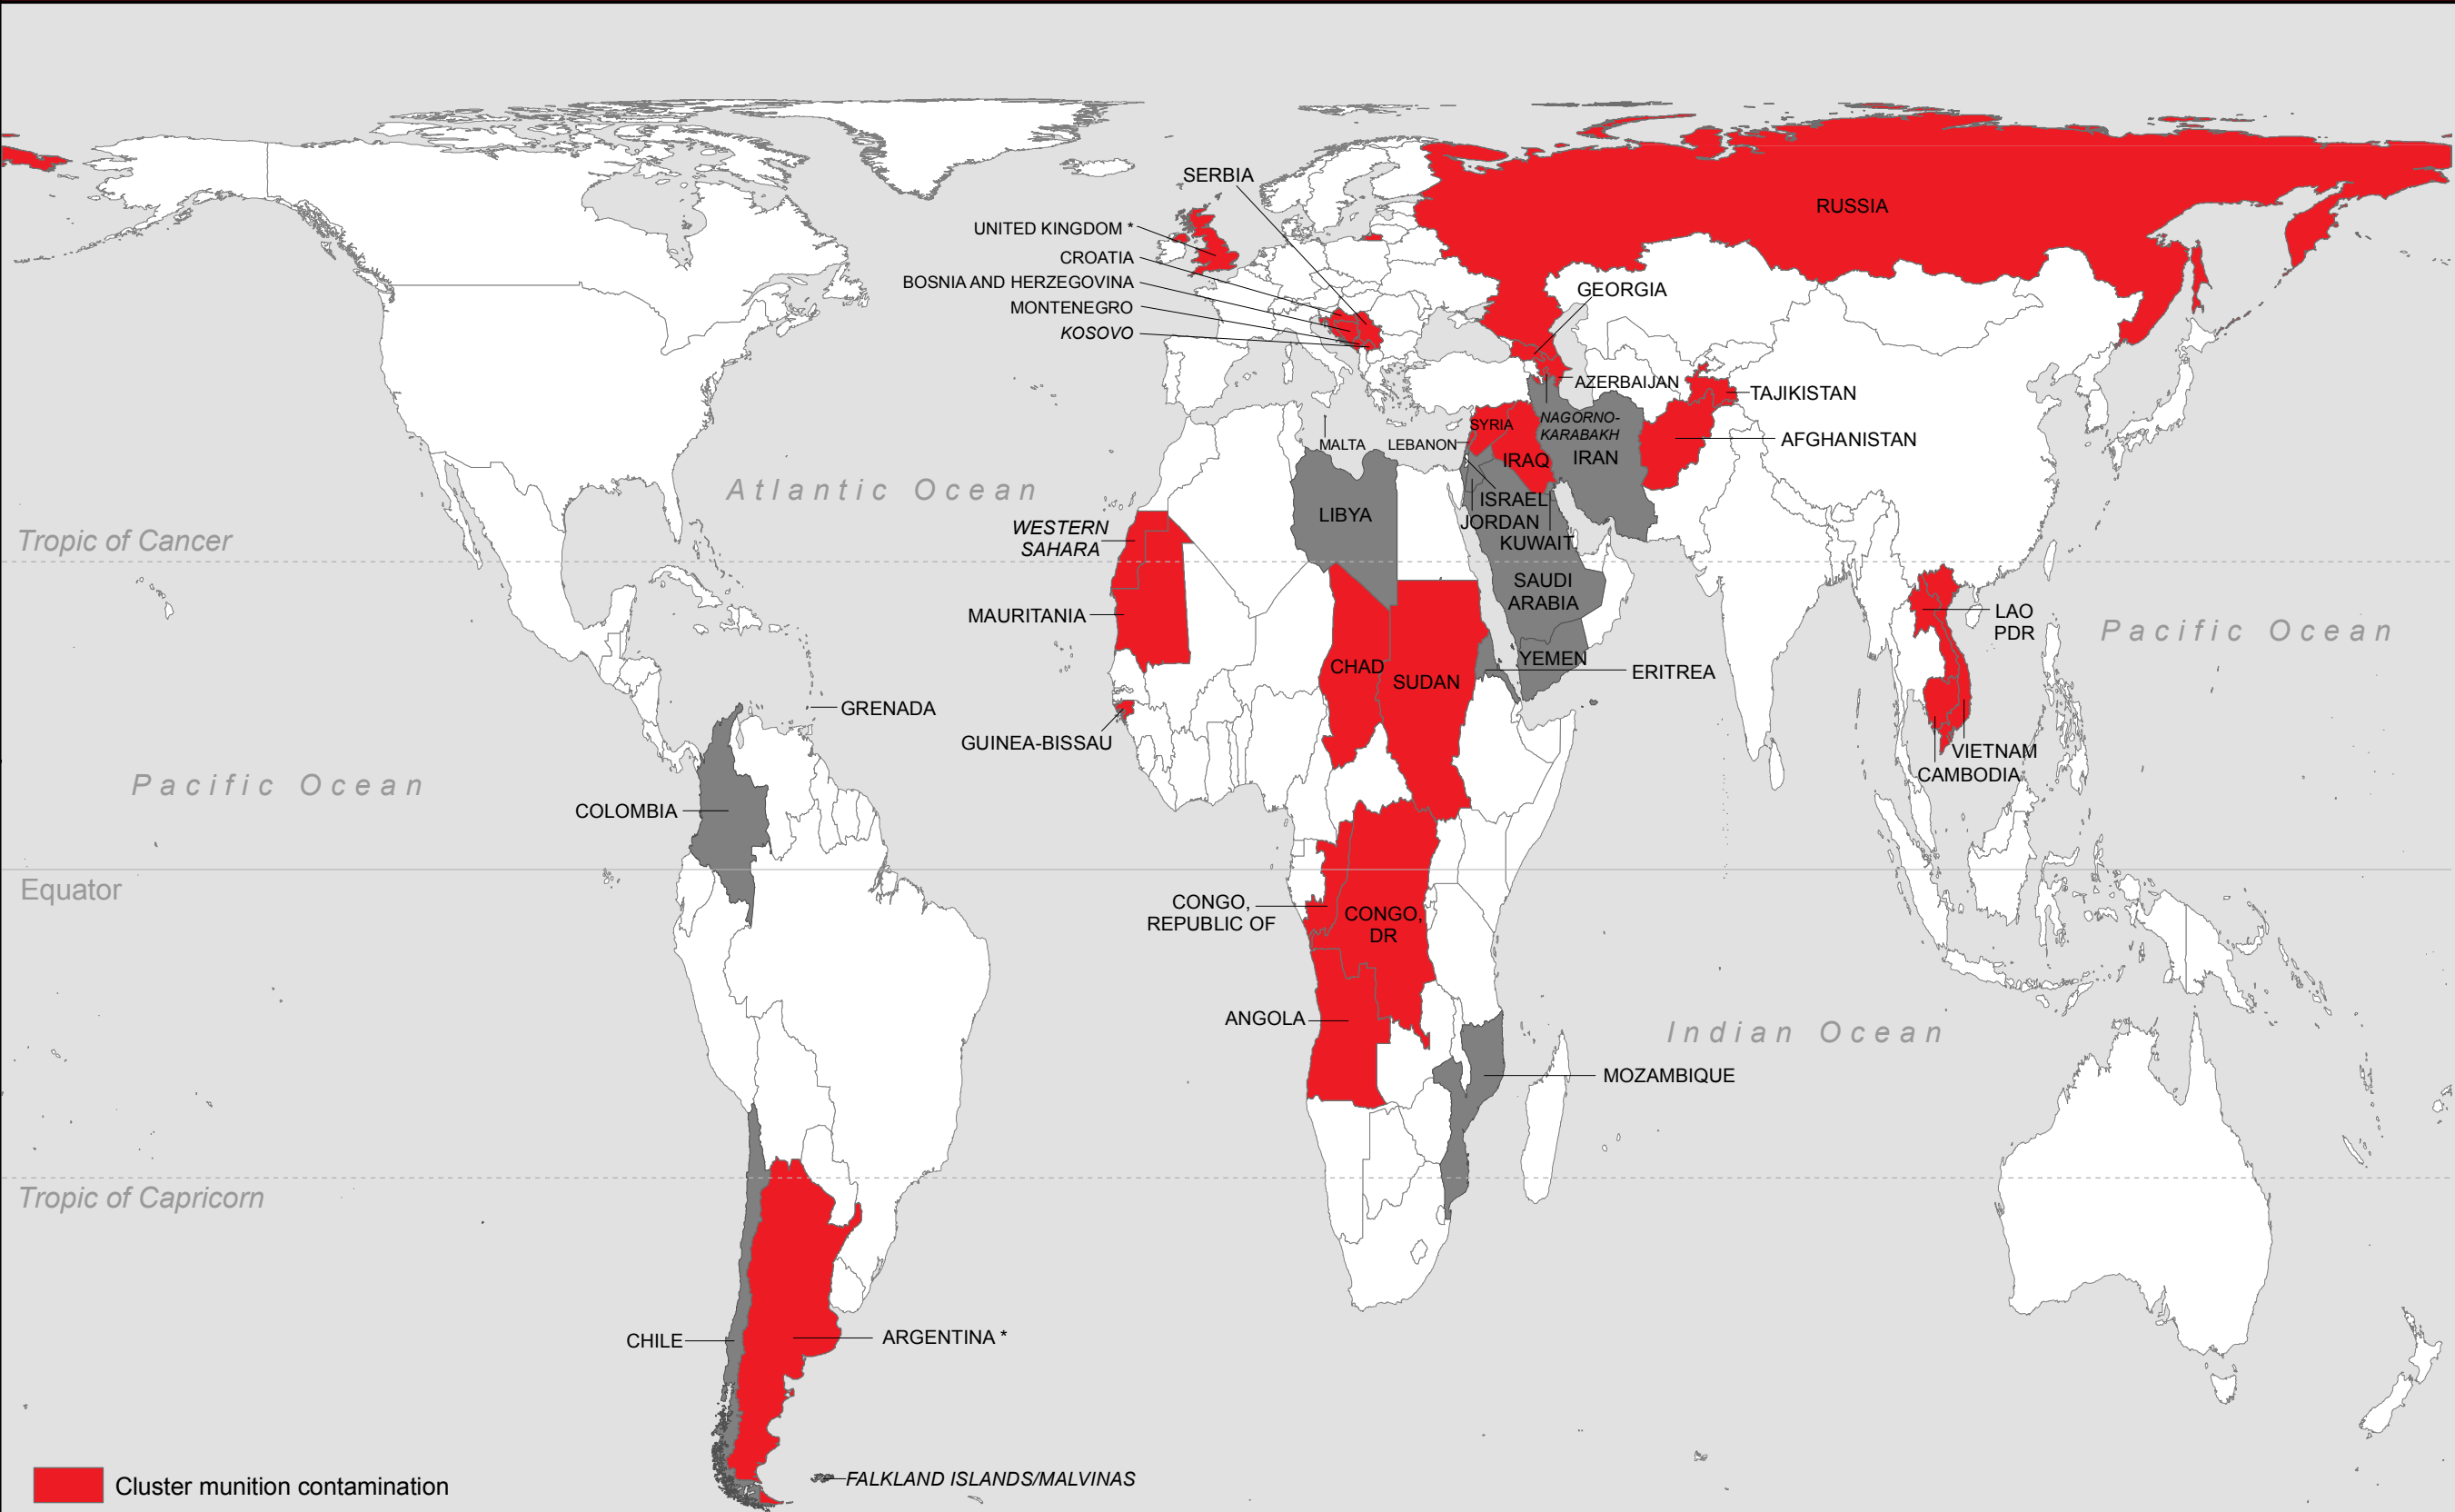 SERBIA
UNITED KINGDOM *
CROATIA
BOSNIA AND HERZEGOVINA
MONTENEGRO
KOSOVO
RUSSIA
GEORGIA
AZERBAIJAN
TAJIKISTAN
NAGORNO-
KARABAKH
AFGHANISTAN
SYRIA
MALTA
LEBANON
IRAQ
IRAN
ISRAEL
JORDAN
KUWAIT
LIBYA
Atlantic Ocean
WESTERN
SAHARA
Tropic of Cancer
SAUDI
ARABIA
MAURITANIA
LAO
PDR
Pacific Ocean
CHAD
SUDAN
YEMEN
ERITREA
GRENADA
GUINEA-BISSAU
VIETNAM
CAMBODIA
Pacific Ocean
COLOMBIA
Equator
CONGO,
REPUBLIC OF
CONGO,
DR
ANGOLA
Indian Ocean
MOZAMBIQUE
Tropic of Capricorn
CHILE
ARGENTINA *
FALKLAND ISLANDS/MALVINAS
Cluster munition contamination